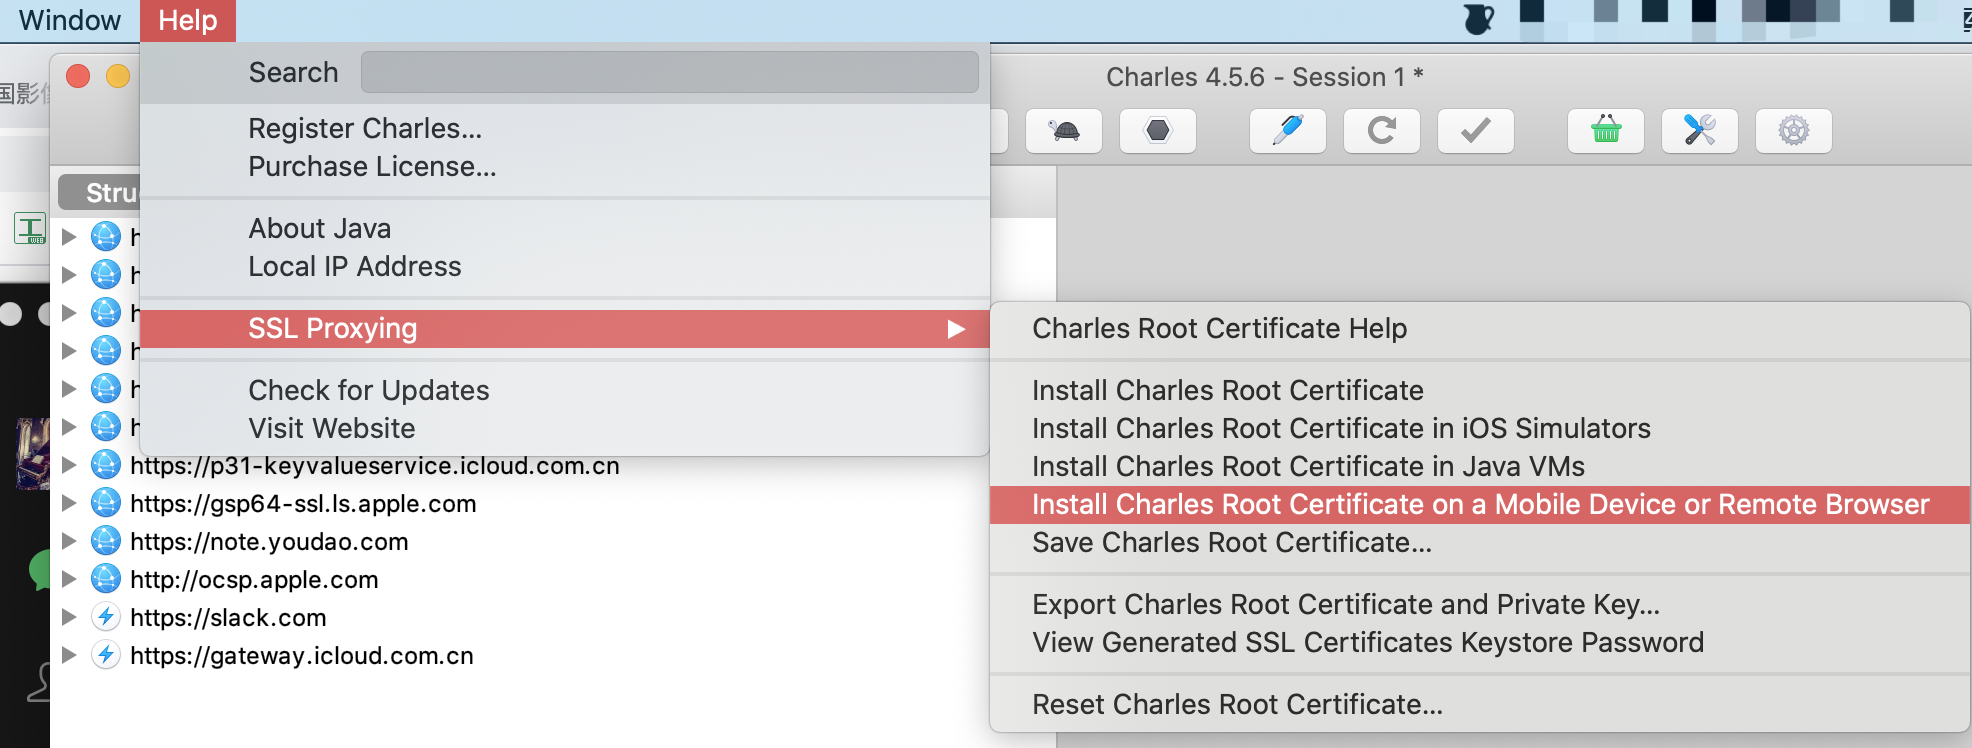 Window Help
Search
Charles 4.5.6 - Session 1 *
国影
Register Charles...
Purchase License...
Stru
About Java
Local IP Address
工
WEB
h
h
h
h
h
h
SSL Proxying
Check for Updates
Visit Website
Charles Root Certificate Help
Install Charles Root Certificate
Install Charles Root Certificate in iOS Simulators
Install Charles Root Certificate in Java VMs
Install Charles Root Certificate on a Mobile Device or Remote Browser
Save Charles Root Certificate...
Export Charles Root Certificate and Private Key...
View Generated SSL Certificates Keystore Password
Reset Charles Root Certificate...
https://p31-keyvalueservice.icloud.com.cn
https://gsp64-ssl.ls.apple.com
https://note.youdao.com
http://ocsp.apple.com
https://slack.com
https://gateway.icloud.com.cn